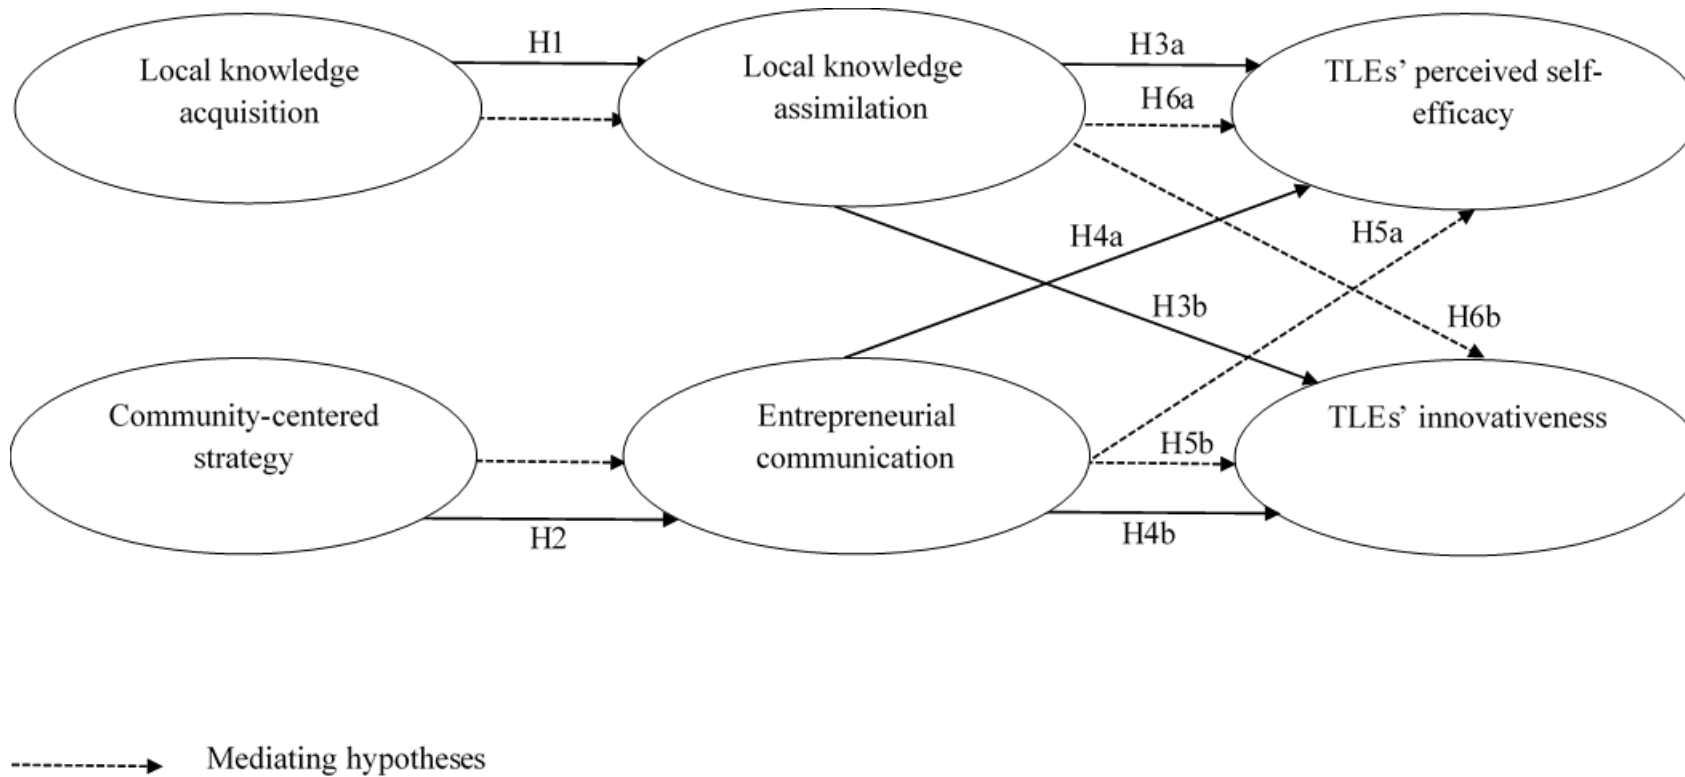 H1
H3a
Local knowledge
acquisition
Local knowledge
assimilation
TLEs’ perceived self-
efficacy
H6a
H4a
H5a
H3b
H6b
Community-centered
strategy
Entrepreneurial
communication
TLEs’ innovativeness
H5b
H2
H4b
Mediating hypotheses